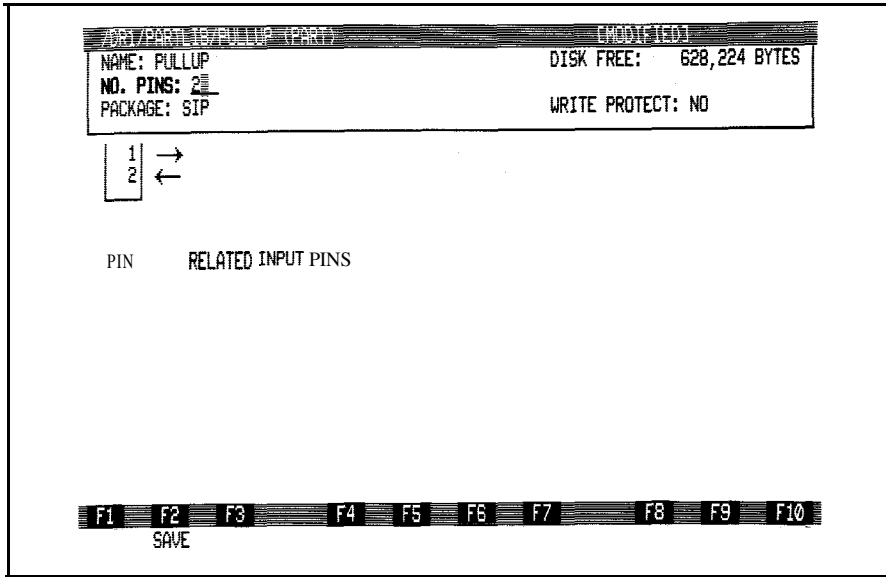 /DR1/PARTLIB/PULLUP (PART) [MODIFIED]
NAME: PULLUP DISK FREE: 628,224 BYTES
NO. PINS: 2
PACKAGE: SIP WRITE PROTECT: NO
1 →
2 ←
PIN RELATED INPUT PINS
F1 F2 F3 F4 F5 F6 F7 F8 F9 F10
SAVE